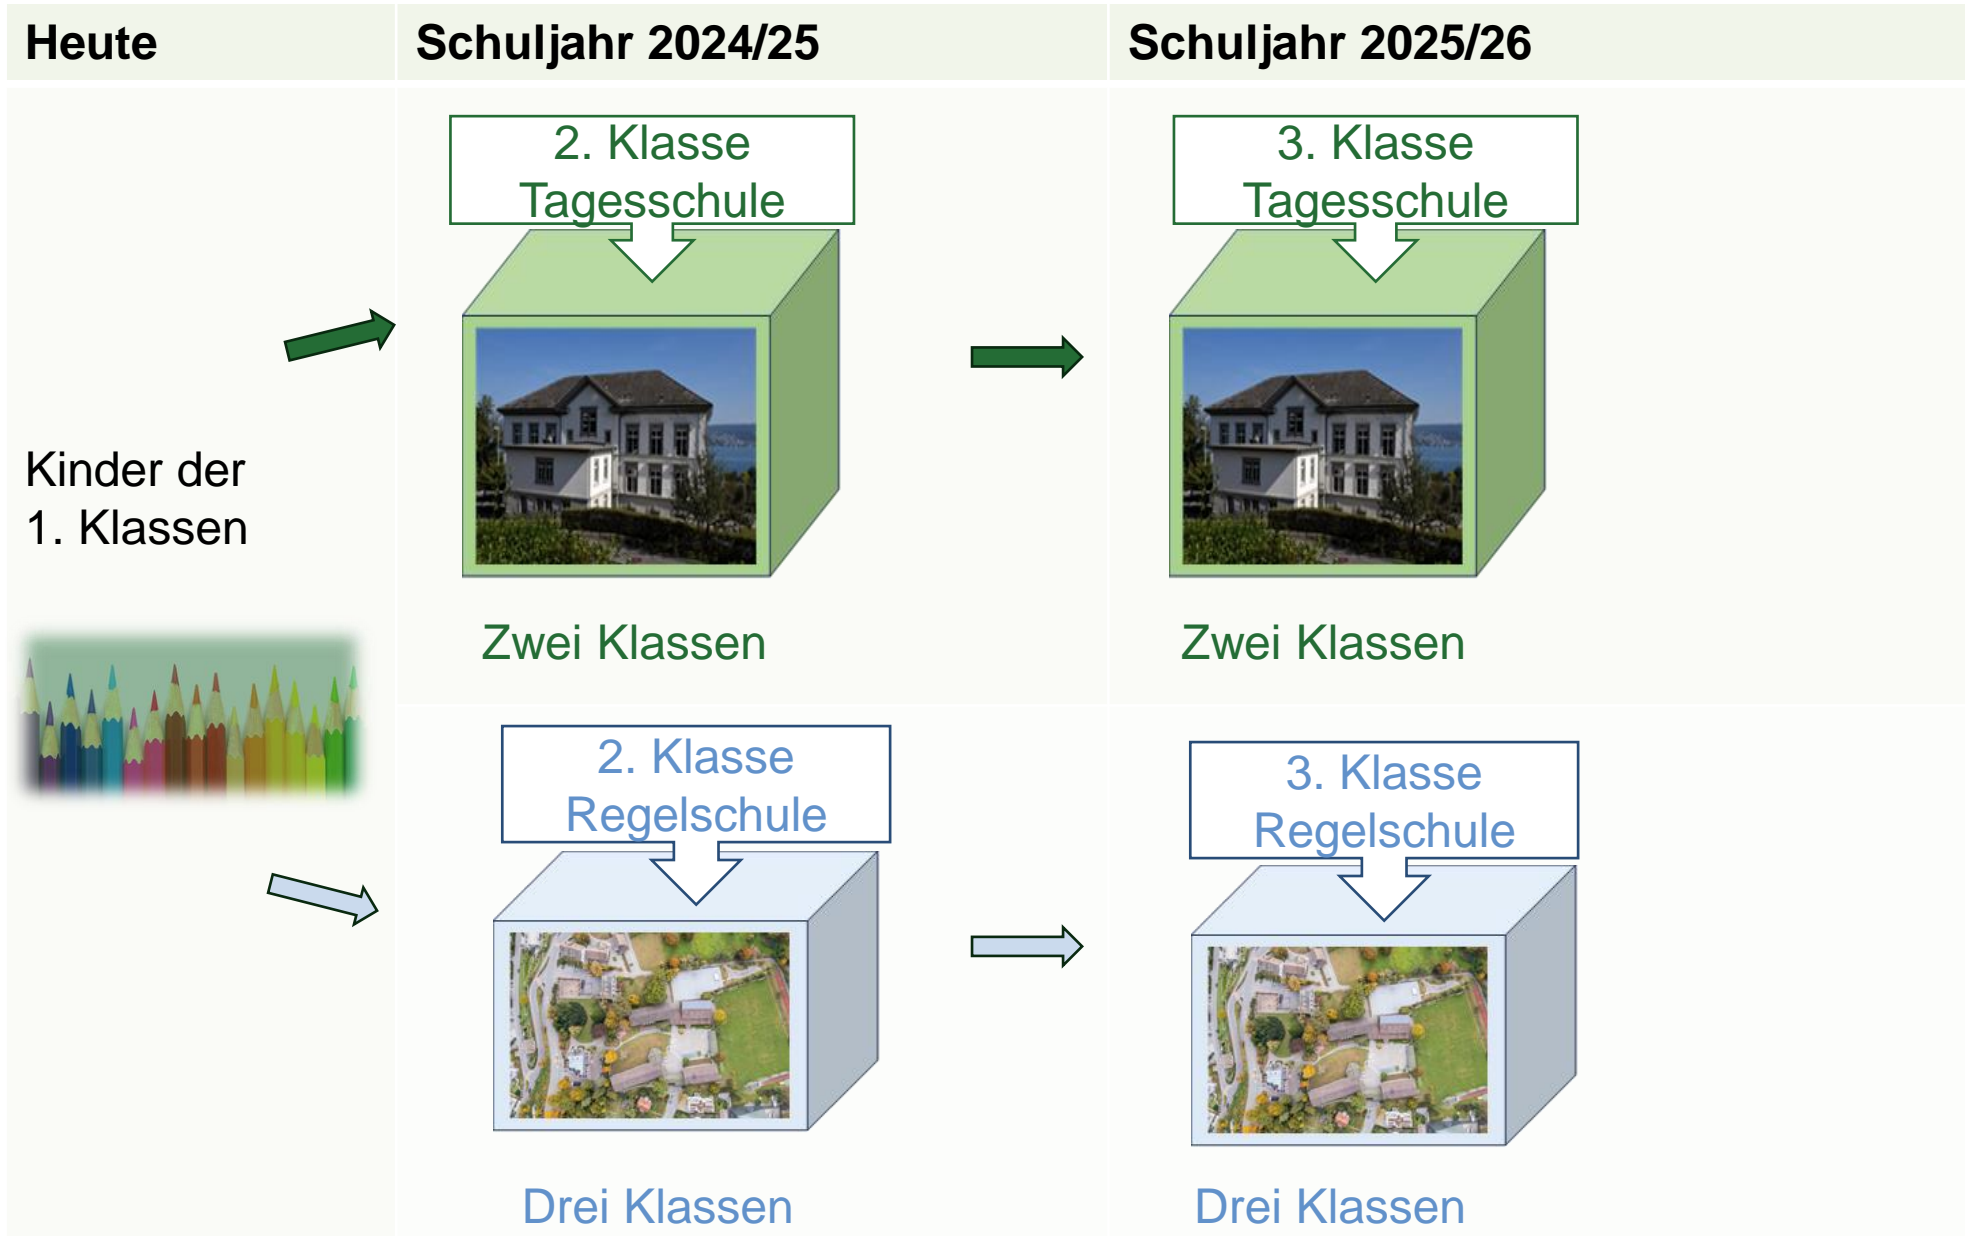 Heute
Schuljahr 2024/25
Schuljahr 2025/26
Kinder der
1. Klassen
2. Klasse
Tagesschule
Zwei Klassen
3. Klasse
Tagesschule
Zwei Klassen
2. Klasse
Regelschule
Drei Klassen
3. Klasse
Regelschule
Drei Klassen